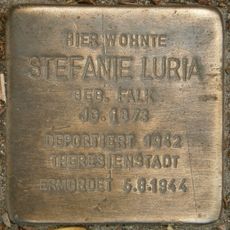 HIER WOHNTE
STEFANIE LURIA
GEB. FALK
JG. 1873
DEPORTIERT 1942
THERESIENSTADT
ERMORDET 5.8.1944